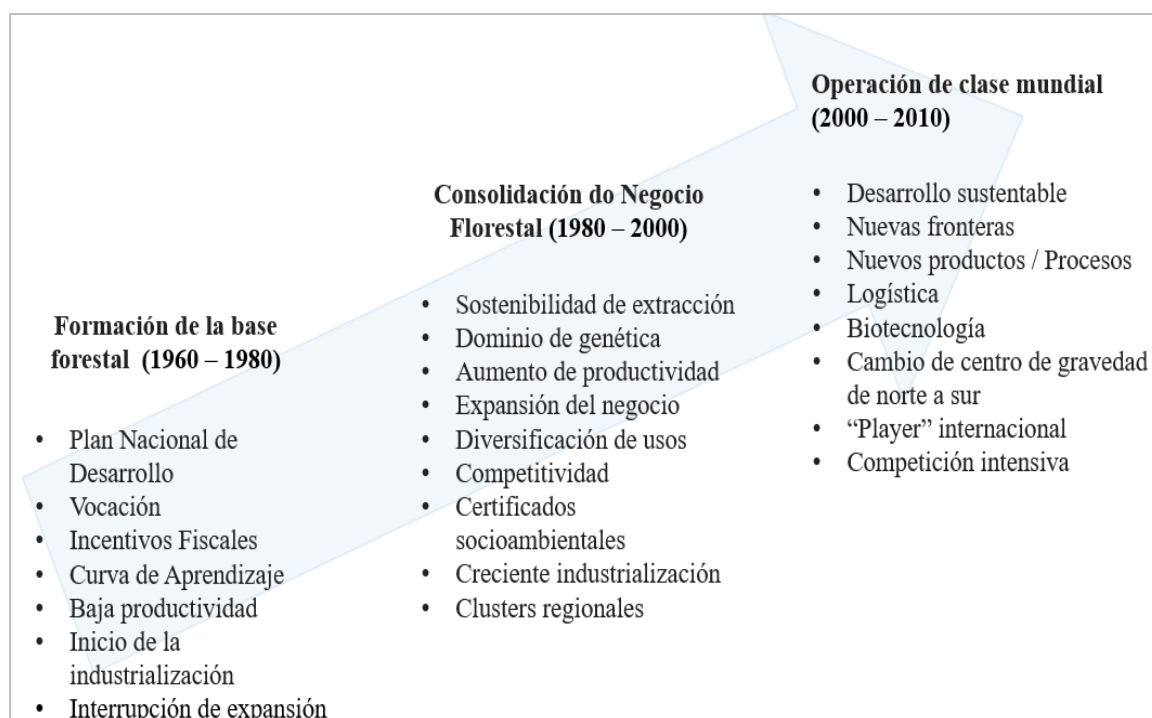 Formación de la base
forestal (1960 – 1980)
• Plan Nacional de
Desarrollo
• Vocación
• Incentivos Fiscales
• Curva de Aprendizaje
• Baja productividad
• Inicio de la
industrialización
• Interrupción de expansión
Consolidación do Negocio
Florestal (1980 – 2000)
• Sostenibilidad de extracción
• Dominio de genética
• Aumento de productividad
• Expansión del negocio
• Diversificación de usos
• Competitividad
• Certificados
socioambientales
• Creciente industrialización
• Clusters regionales
Operación de clase mundial
(2000 – 2010)
• Desarrollo sustentable
• Nuevas fronteras
• Nuevos productos / Procesos
• Logística
• Biotecnología
• Cambio de centro de gravedad
de norte a sur
• “Player” internacional
• Competición intensiva